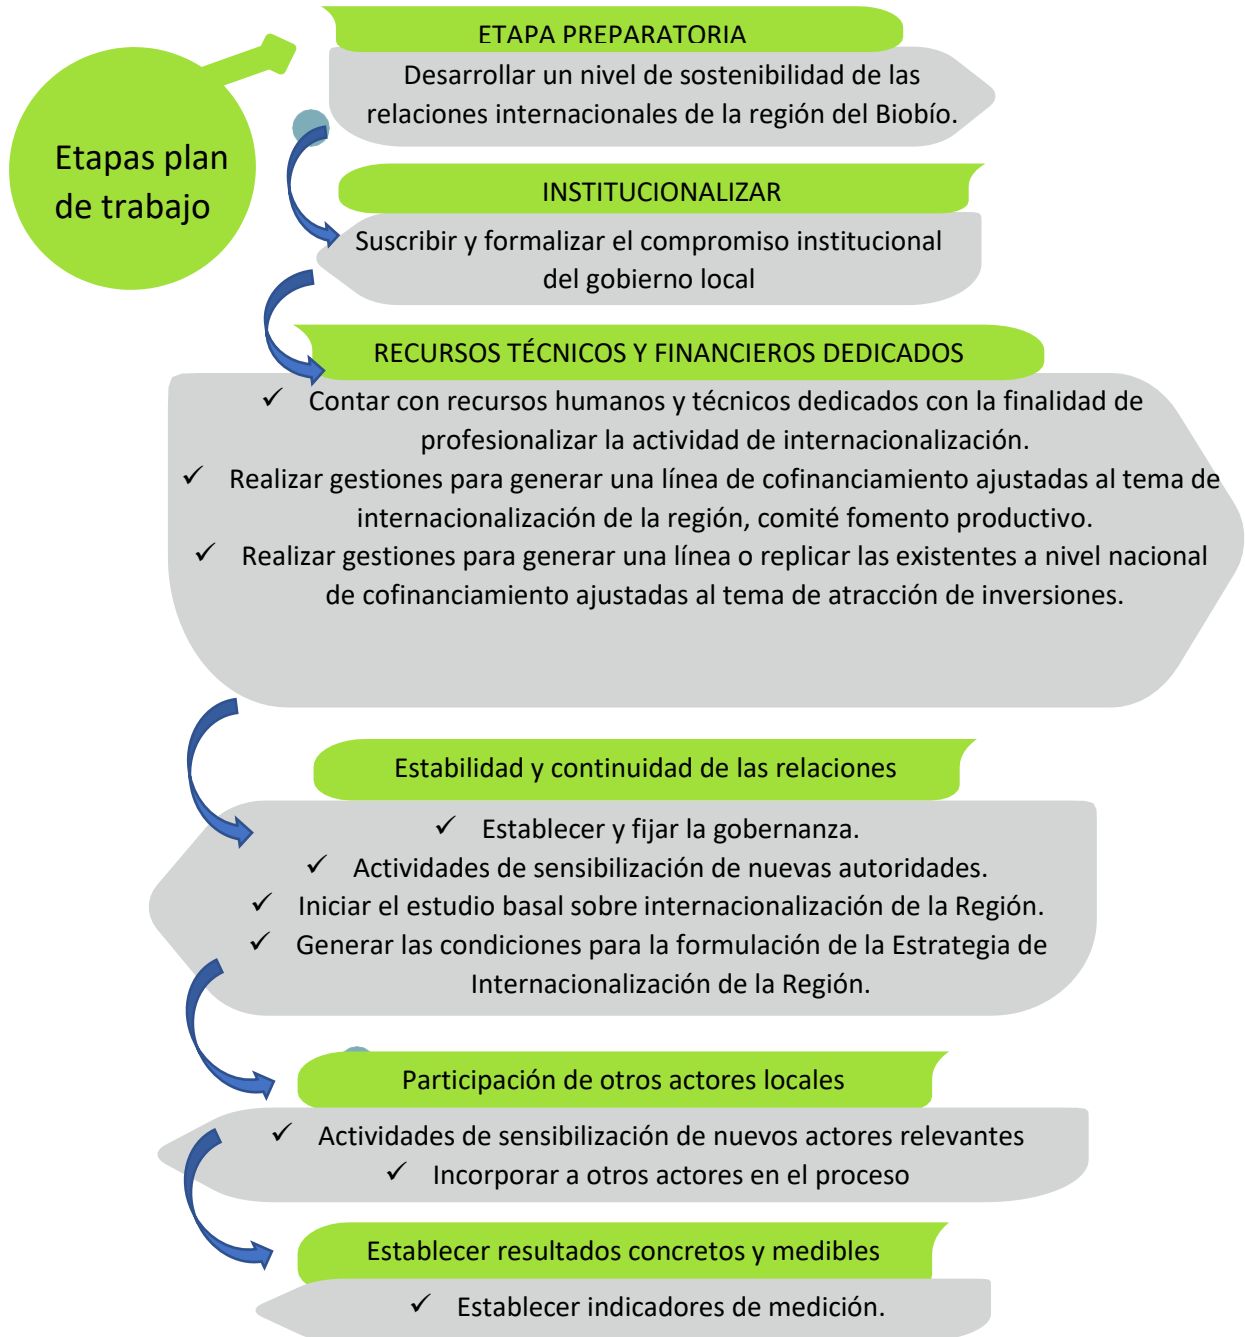 Etapas plan
de trabajo
ETAPA PREPARATORIA
Desarrollar un nivel de sostenibilidad de las
relaciones internacionales de la región del Biobío.
INSTITUCIONALIZAR
Suscribir y formalizar el compromiso institucional
del gobierno local
RECURSOS TÉCNICOS Y FINANCIEROS DEDICADOS
✓ Contar con recursos humanos y técnicos dedicados con la finalidad de
profesionalizar la actividad de internacionalización.
✓ Realizar gestiones para generar una línea de cofinanciamiento ajustadas al tema de
internacionalización de la región, comité fomento productivo.
✓ Realizar gestiones para generar una línea o replicar las existentes a nivel nacional
de cofinanciamiento ajustadas al tema de atracción de inversiones.
Estabilidad y continuidad de las relaciones
✓ Establecer y fijar la gobernanza.
✓ Actividades de sensibilización de nuevas autoridades.
✓ Iniciar el estudio basal sobre internacionalización de la Región.
✓ Generar las condiciones para la formulación de la Estrategia de
Internacionalización de la Región.
Participación de otros actores locales
✓ Actividades de sensibilización de nuevos actores relevantes
✓ Incorporar a otros actores en el proceso
Establecer resultados concretos y medibles
✓ Establecer indicadores de medición.